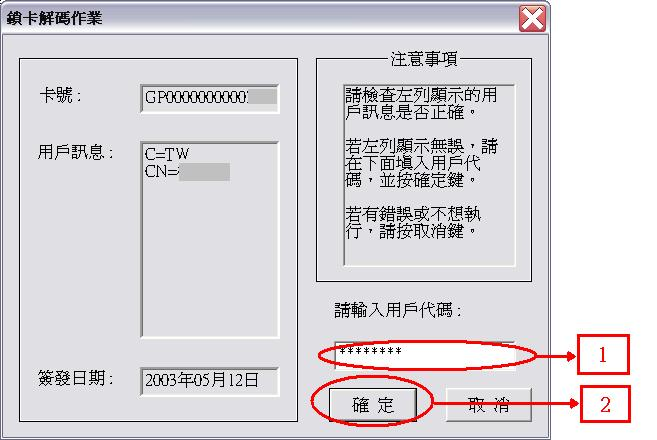 鎖卡解碼作業
卡號：
GP0000000000
用戶訊息：
C=TW
CN=
簽發日期：
2003年05月12日
注意事項
請檢查左列顯示的用
戶訊息是否正確。
若左列顯示無誤，請
在下面填入用戶代
碼，並按確定鍵。
若有錯誤或不想執
行，請按取消鍵。
請輸入用戶代碼：
********
1
確定
取消
2